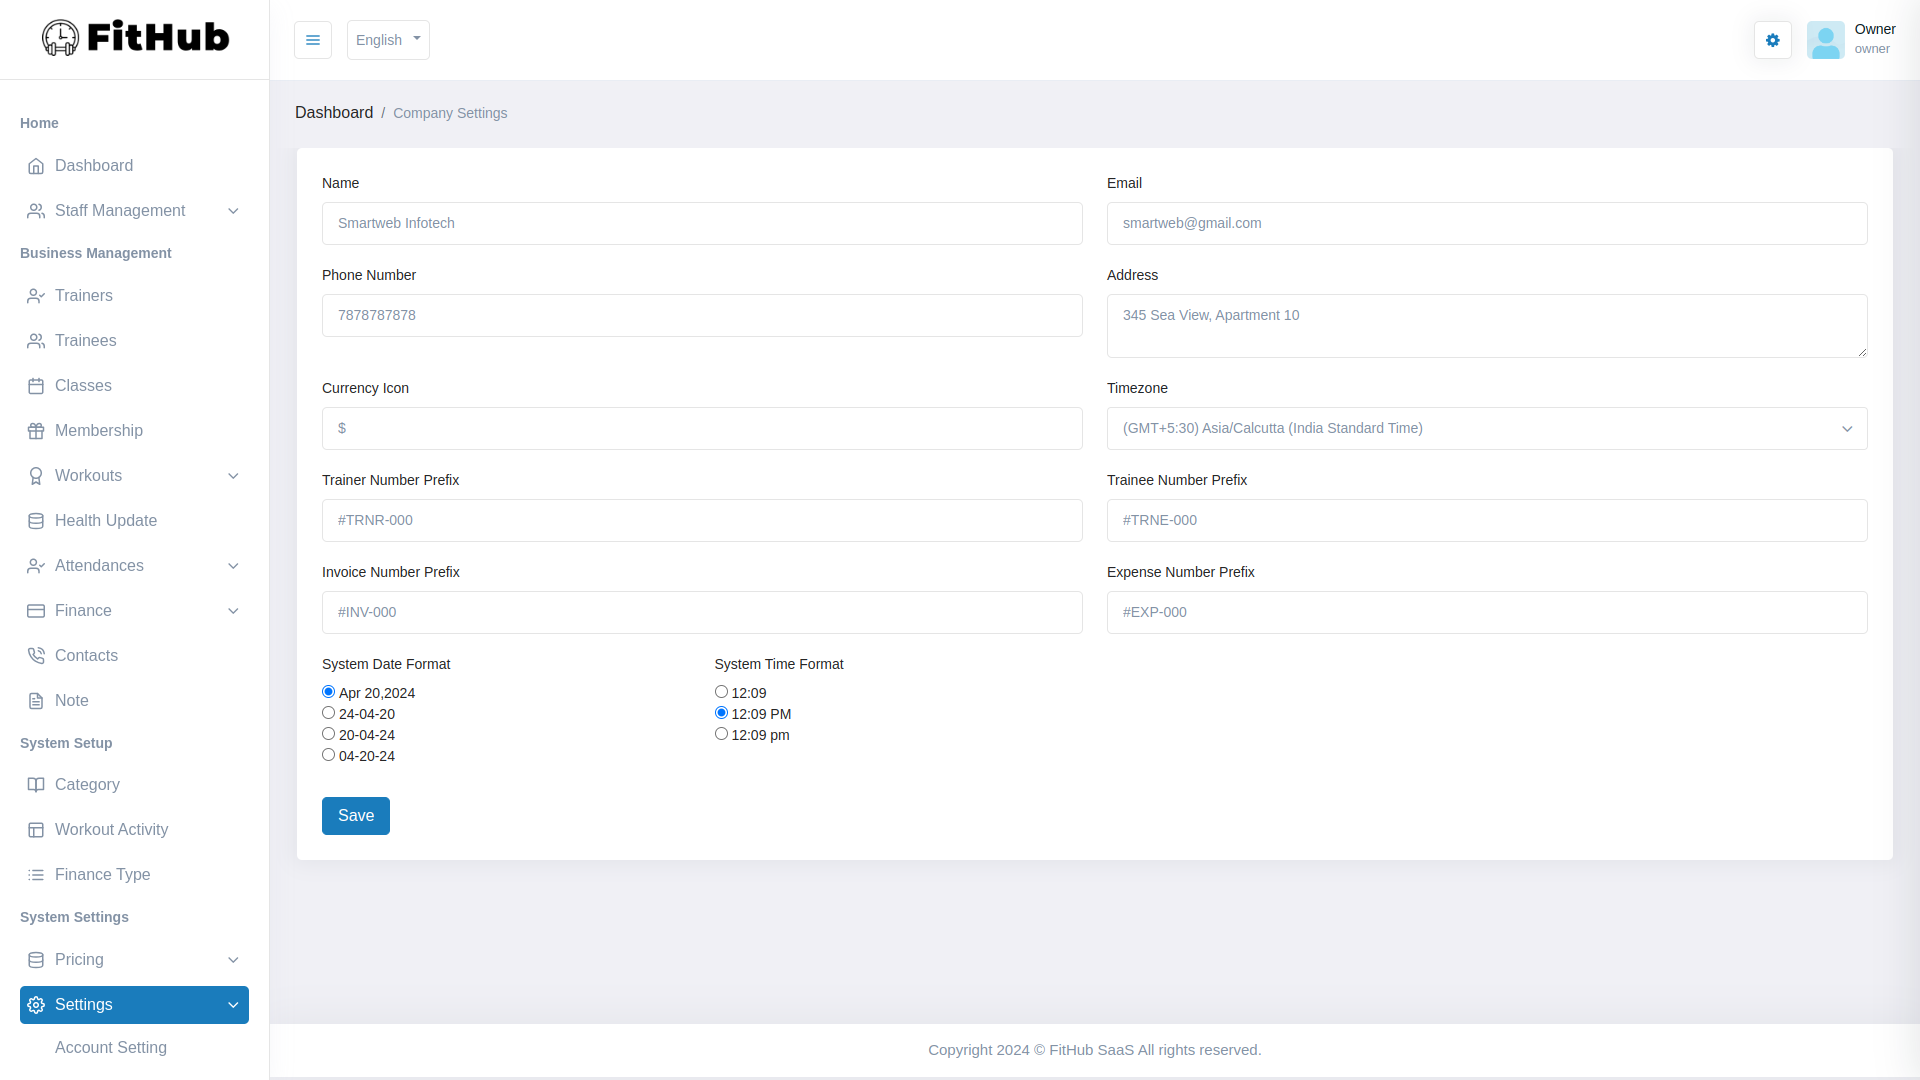 FitHub
English
Owner
owner
Home
Dashboard
Staff Management
Business Management
Trainers
Trainees
Classes
Membership
Workouts
Health Update
Attendances
Finance
Contacts
Note
System Setup
Category
Workout Activity
Finance Type
System Settings
Pricing
Settings
Account Setting
Dashboard / Company Settings
Name
Smartweb Infotech
Email
smartweb@gmail.com
Phone Number
7878787878
Address
345 Sea View, Apartment 10
Currency Icon
$
Timezone
(GMT+5:30) Asia/Calcutta (India Standard Time)
Trainer Number Prefix
#TRNR-000
Trainee Number Prefix
#TRNE-000
Invoice Number Prefix
#INV-000
Expense Number Prefix
#EXP-000
System Date Format
Apr 20,2024
24-04-20
20-04-24
04-20-24
System Time Format
12:09
12:09 PM
12:09 pm
Save
Copyright 2024 © FitHub SaaS All rights reserved.